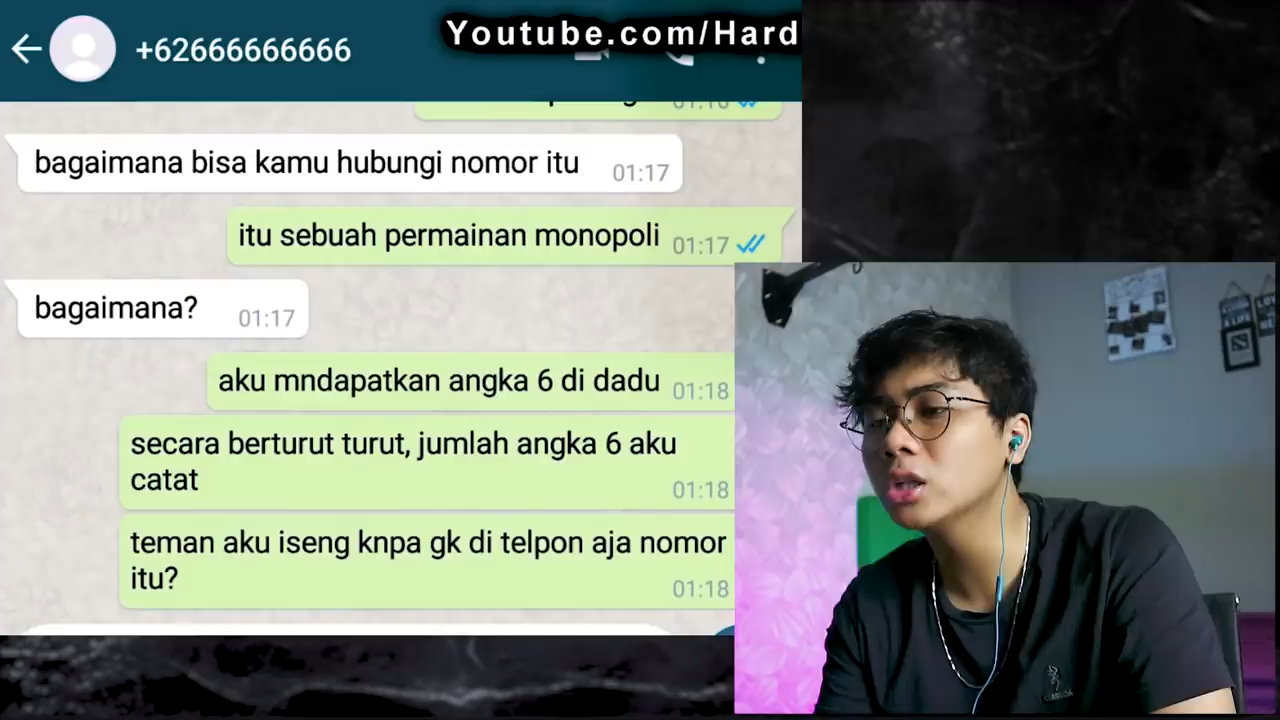 Youtube.com/Hard
+62666666666
bagaimana bisa kamu hubungi nomor itu 01:17
itu sebuah permainan monopoli 01:17
bagaimana? 01:17
aku mndapatkan angka 6 di dadu 01:18
secara berturut turut, jumlah angka 6 aku
catat 01:18
teman aku iseng knpa gk di telpon aja nomor
itu? 01:18